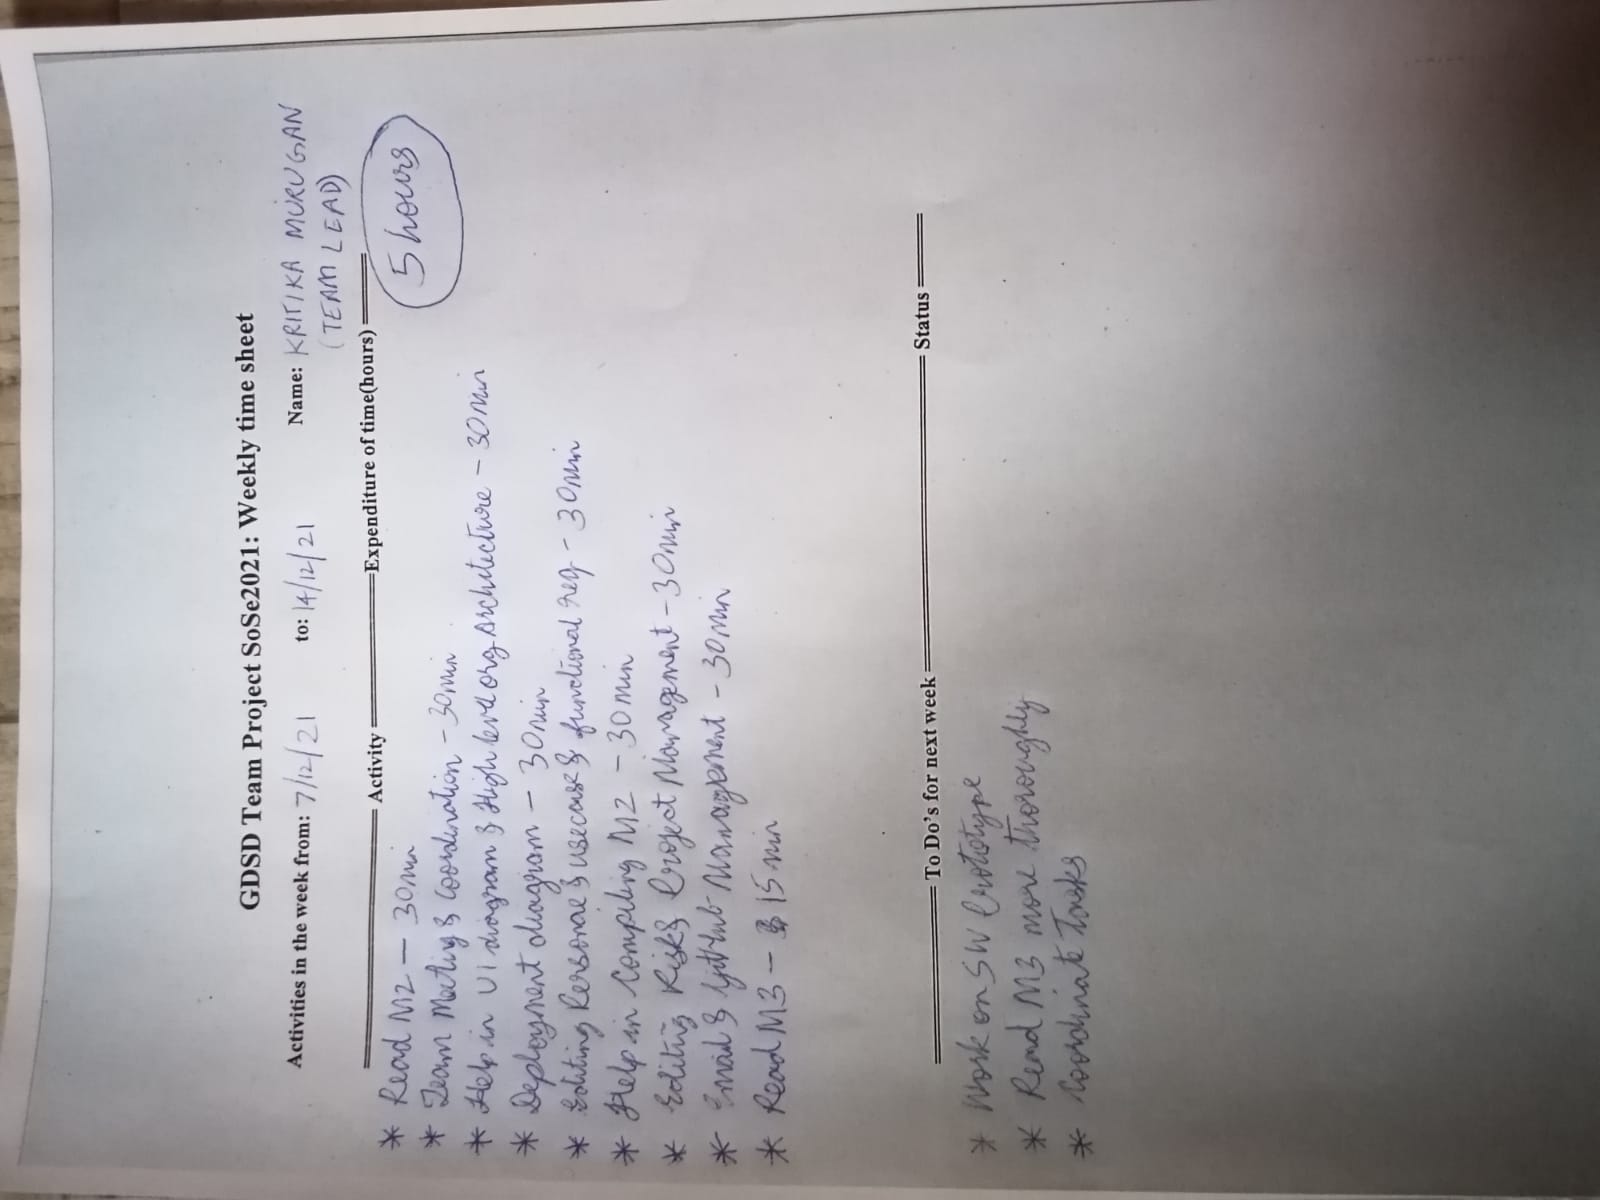 GDSD Team Project SoSe2021: Weekly time sheet
Activities in the week from: 7/12/21 to: 14/12/21 Name: KRITIKA MURUGAN
(TEAM LEAD)
Activity Expenditure of time(hours)
5 hours
* Read M2 – 30min
* Team Meeting & Coordination – 30min
* Help in UI diagram & High level org Architecture – 30min
* Deployment diagram – 30min
* Editing Personae & usecase & functional req – 30min
* Help in Compiling M2 – 30min
* Editing Risk & Project Management – 30min
* Email & GitHub Management – 30min
* Read M3 – 15 min
To Do's for next week Status
* Work on SW Prototype
* Read M3 more thoroughly
* Coordinate Tasks